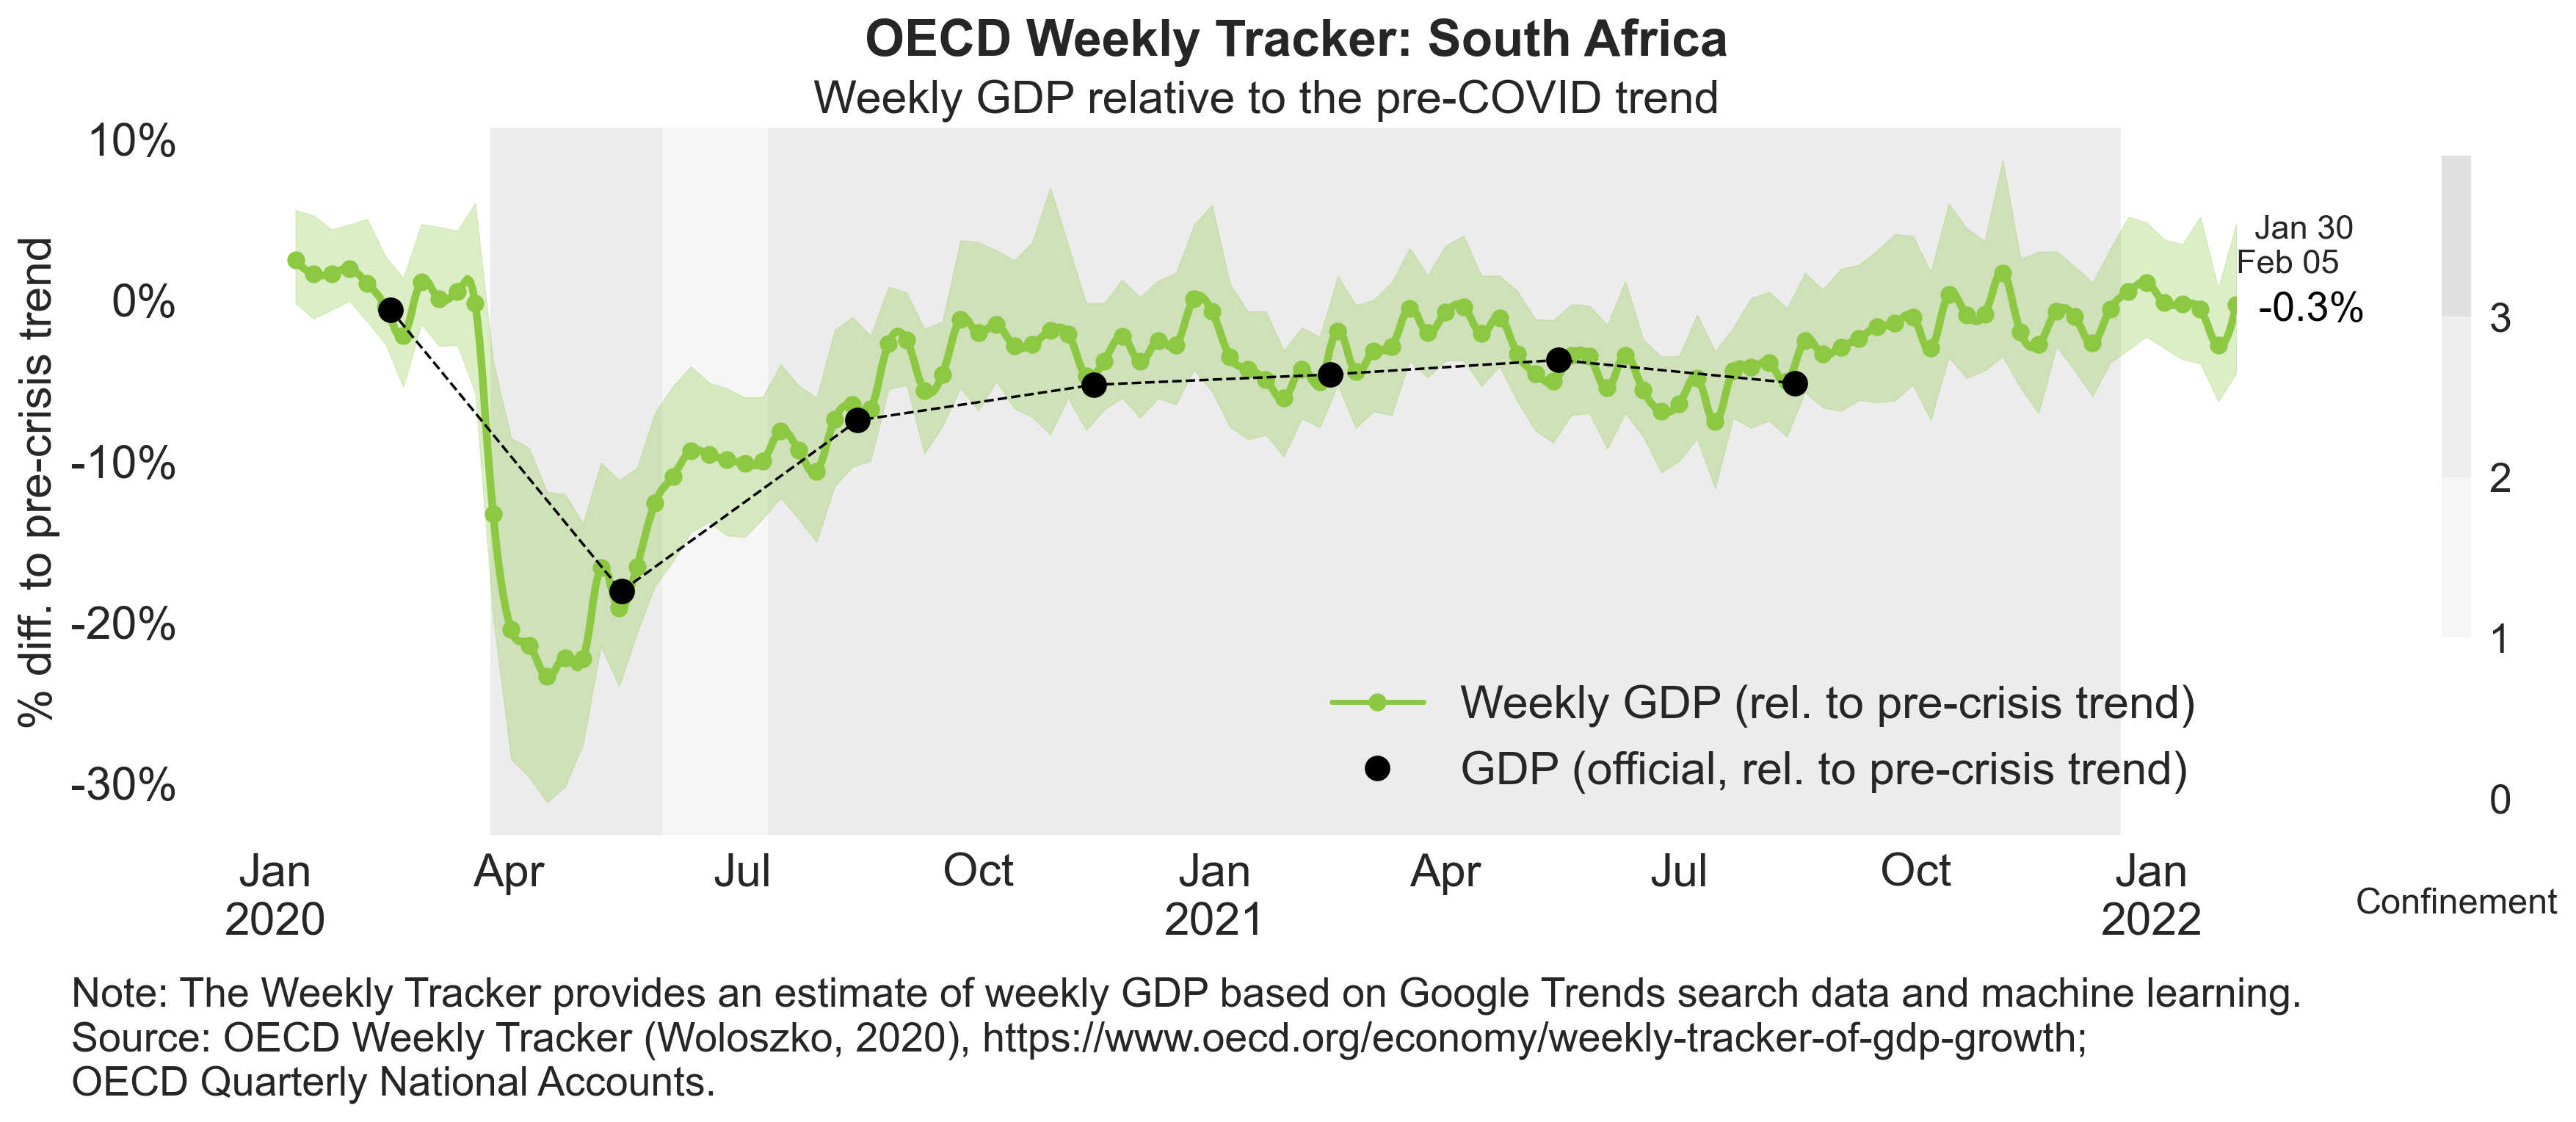 OECD Weekly Tracker: South Africa
Weekly GDP relative to the pre-COVID trend
% diff. to pre-crisis trend
10%
0%
-10%
-20%
-30%
Jan 30
Feb 05
-0.3%
3
2
1
0
Confinement
Weekly GDP (rel. to pre-crisis trend)
GDP (official, rel. to pre-crisis trend)
Jan Apr Jul Oct Jan Apr Jul Oct Jan
2020 2021 2022
Note: The Weekly Tracker provides an estimate of weekly GDP based on Google Trends search data and machine learning.
Source: OECD Weekly Tracker (Woloszko, 2020), https://www.oecd.org/economy/weekly-tracker-of-gdp-growth;
OECD Quarterly National Accounts.